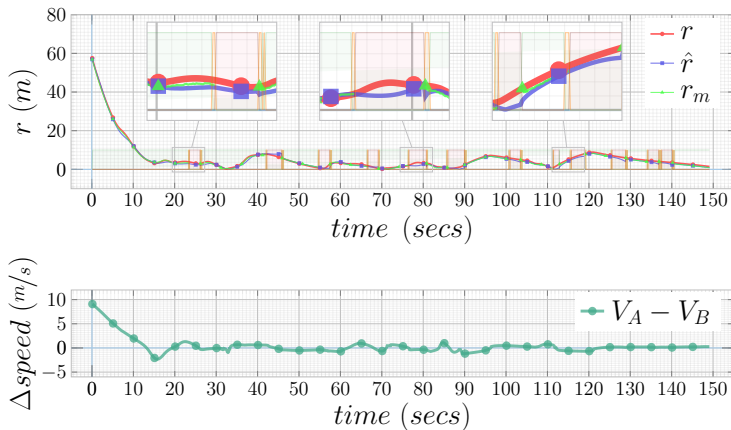 80
60
40
20
0
r (m)
r
r̂
r_m
0 10 20 30 40 50 60 70 80 90 100 110 120 130 140 150
time (secs)
10
5
0
−5
Δspeed (m/s)
V_A − V_B
0 0 10 20 30 40 50 60 70 80 90 100 110 120 130 140 150
time (secs)